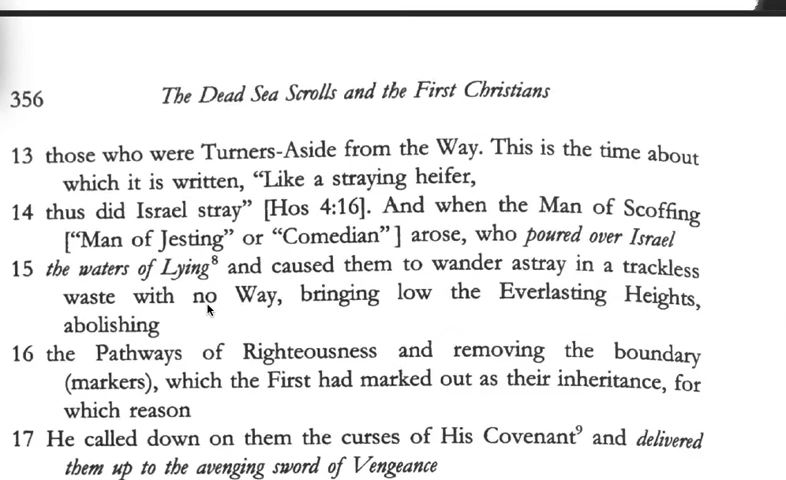 356
The Dead Sea Scrolls and the First Christians
13 those who were Turners-Aside from the Way. This is the time about
which it is written, “Like a straying heifer,
14 thus did Israel stray” [Hos 4:16]. And when the Man of Scoffing
[“Man of Jesting” or “Comedian”] arose, who poured over Israel
15 the waters of Lying⁸ and caused them to wander astray in a trackless
waste with no Way, bringing low the Everlasting Heights,
abolishing
16 the Pathways of Righteousness and removing the boundary
(markers), which the First had marked out as their inheritance, for
which reason
17 He called down on them the curses of His Covenant⁹ and delivered
them up to the avenging sword of Vengeance